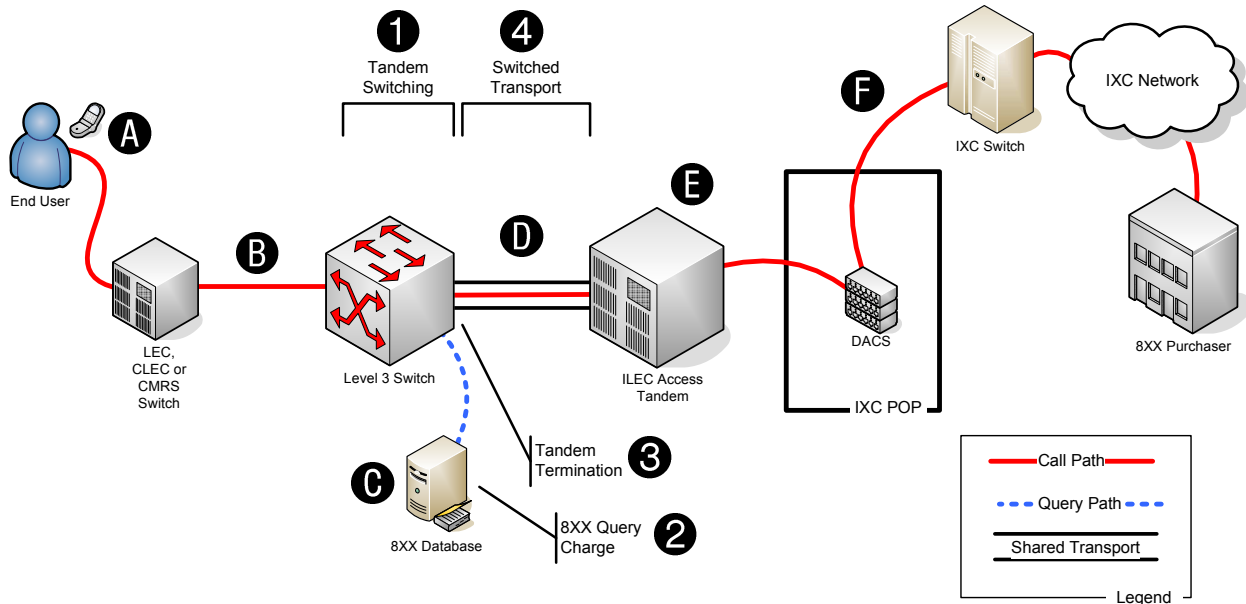 1
4
Tandem
Switching
Switched
Transport
A
End User
B
LEC,
CLEC or
CMRS
Switch
Level 3 Switch
D
E
ILEC Access
Tandem
F
IXC Switch
IXC Network
8XX Purchaser
DACS
IXC POP
C
8XX Database
Tandem
Termination
3
8XX Query
Charge
2
Call Path
Query Path
Shared Transport
Legend